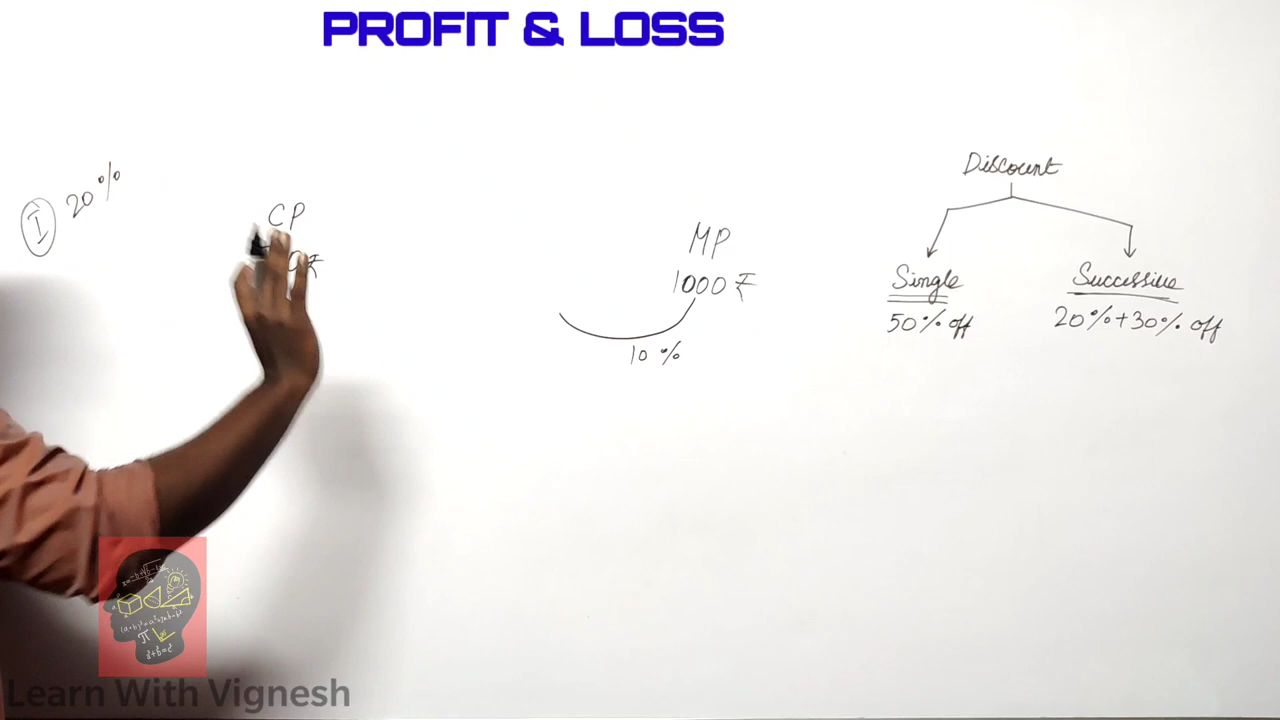 PROFIT & LOSS
Ⓘ 20%
CP
₹
MP
1000 ₹
10 %
Discount
Single
50% off
Successive
20%+30% off
Learn With Vignesh